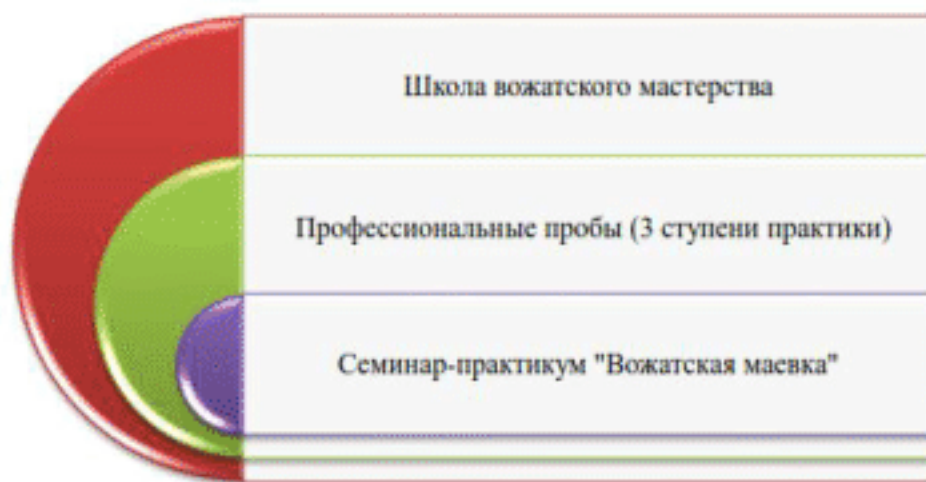 Школа вожатского мастерства
Профессиональные пробы (3 ступени практики)
Семинар-практикум "Вожатская маевка"